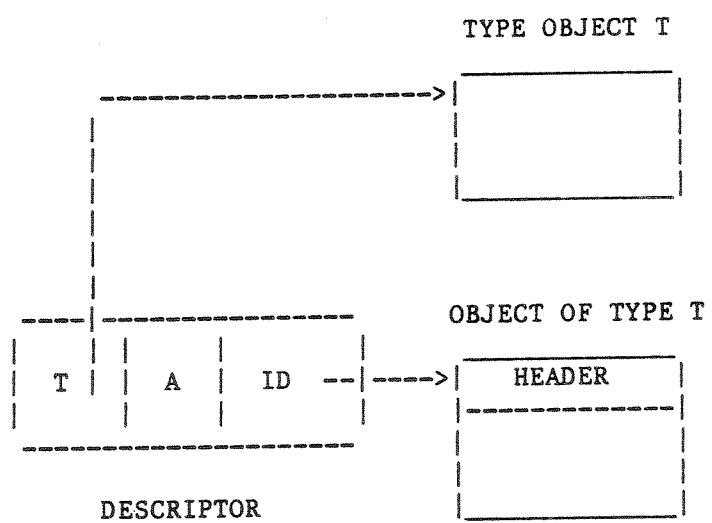 TYPE OBJECT T
OBJECT OF TYPE T
T A ID
HEADER
DESCRIPTOR